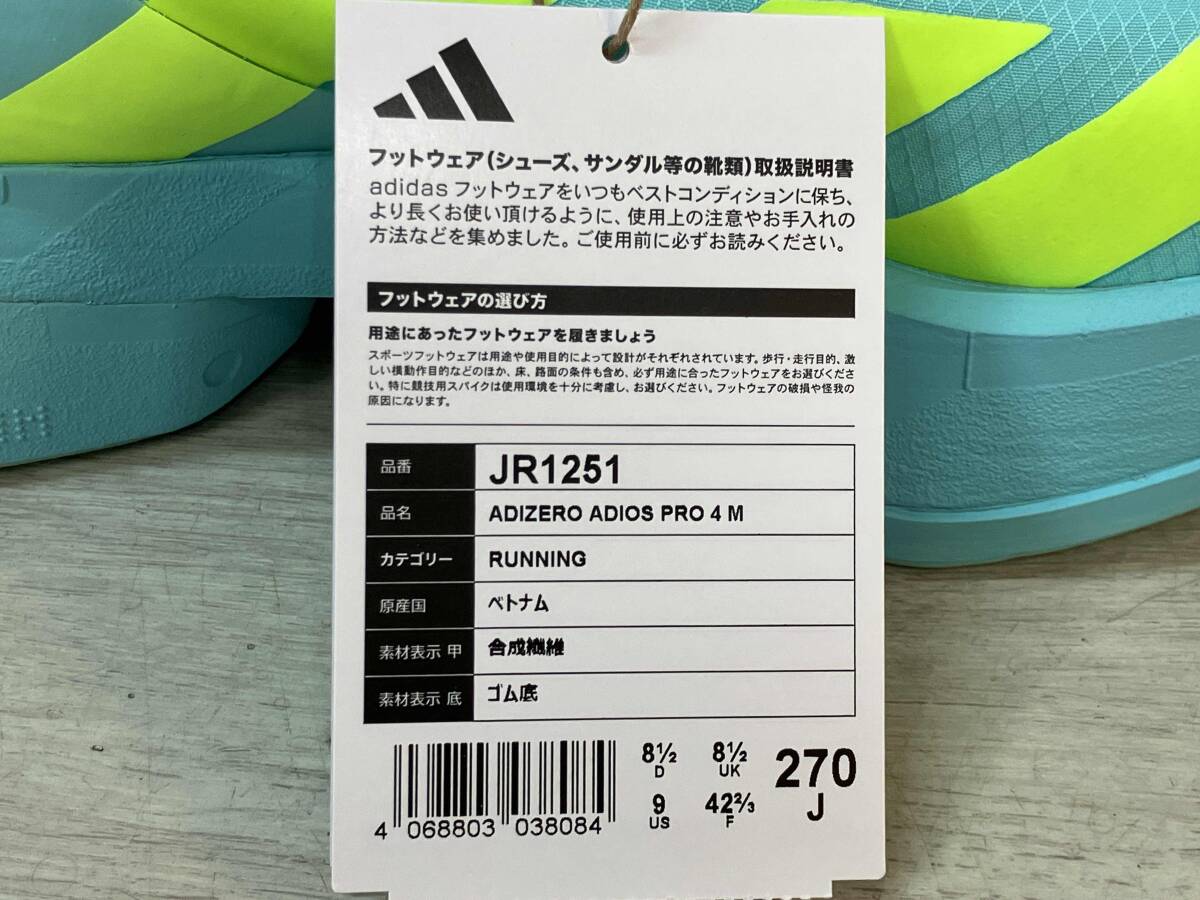 フットウェア(シューズ、サンダル等の靴類)取扱説明書
adidas フットウェアをいつもベストコンディションに保ち、
より長くお使い頂けるように、使用上の注意やお手入れの
方法などを集めました。ご使用前に必ずお読みください。
フットウェアの選び方
用途にあったフットウェアを履きましょう
スポーツフットウェアは用途や使用目的によって設計がそれぞれされています。歩行・走行目的、激
しい横動作目的などのほか、床、路面の条件も含め、必ず用途に合ったフットウェアをお選びくださ
い。特に競技用スパイクは使用環境を十分に考慮し、お選びください。フットウェアの破損や怪我の
原因になります。
品番 JR1251
品名 ADIZERO ADIOS PRO 4 M
カテゴリー RUNNING
原産国 ベトナム
素材表示 甲 合成繊維
素材表示 底 ゴム底
8½ D 8½ UK 270 J
9 US 42⅔ F
4 068803 038084